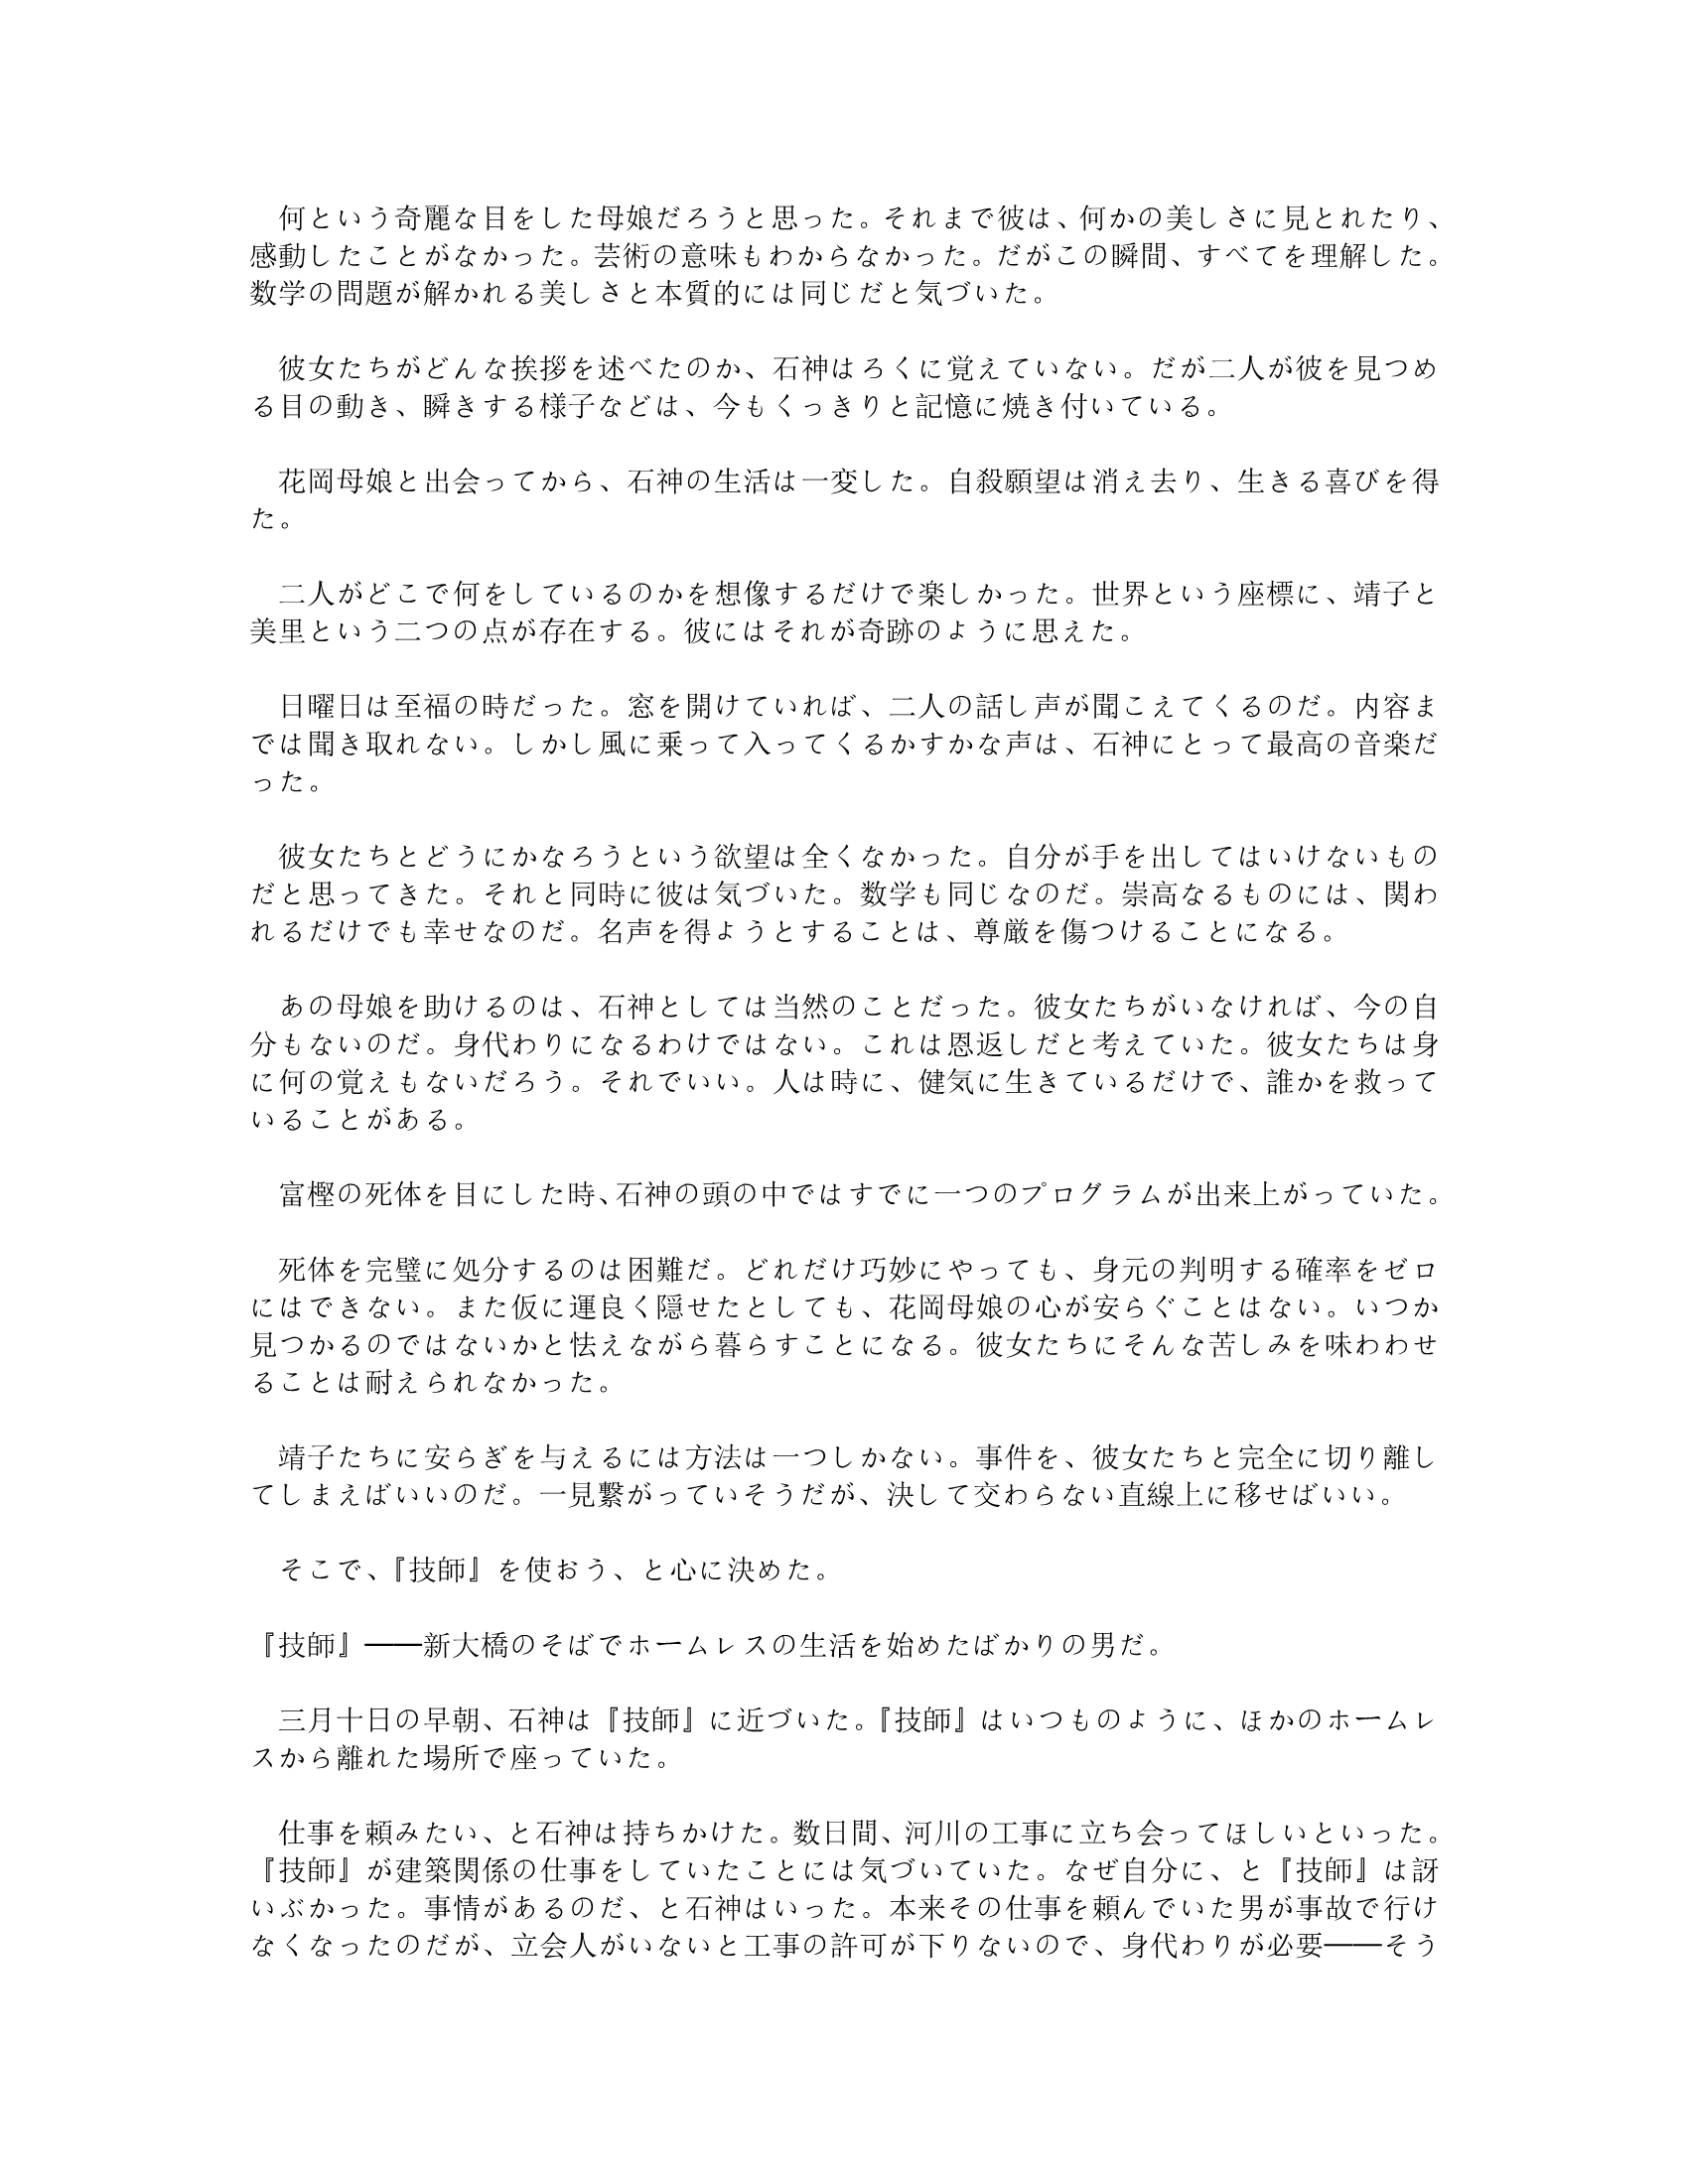 何という奇麗な目をした母娘だろうと思った。それまで彼は、何かの美しさに見とれたり、
感動したことがなかった。芸術の意味もわからなかった。だがこの瞬間、すべてを理解した。
数学の問題が解かれる美しさと本質的には同じだと気づいた。
彼女たちがどんな挨拶を述べたのか、石神はろくに覚えていない。だが二人が彼を見つめ
る目の動き、瞬きする様子などは、今もくっきりと記憶に焼き付いている。
花岡母娘と出会ってから、石神の生活は一変した。自殺願望は消え去り、生きる喜びを得
た。
二人がどこで何をしているのかを想像するだけで楽しかった。世界という座標に、靖子と
美里という二つの点が存在する。彼にはそれが奇跡のように思えた。
日曜日は至福の時だった。窓を開けていれば、二人の話し声が聞こえてくるのだ。内容ま
では聞き取れない。しかし風に乗って入ってくるかすかな声は、石神にとって最高の音楽だ
った。
彼女たちとどうにかなろうという欲望は全くなかった。自分が手を出してはいけないもの
だと思ってきた。それと同時に彼は気づいた。数学も同じなのだ。崇高なるものには、関わ
れるだけでも幸せなのだ。名声を得ようとすることは、尊厳を傷つけることになる。
あの母娘を助けるのは、石神としては当然のことだった。彼女たちがいなければ、今の自
分もないのだ。身代わりになるわけではない。これは恩返しだと考えていた。彼女たちは身
に何の覚えもないだろう。それでいい。人は時に、健気に生きているだけで、誰かを救って
いることがある。
富樫の死体を目にした時、石神の頭の中ではすでに一つのプログラムが出来上がっていた。
死体を完璧に処分するのは困難だ。どれだけ巧妙にやっても、身元の判明する確率をゼロ
にはできない。また仮に運良く隠せたとしても、花岡母娘の心が安らぐことはない。いつか
見つかるのではないかと怯えながら暮らすことになる。彼女たちにそんな苦しみを味わわせ
ることは耐えられなかった。
靖子たちに安らぎを与えるには方法は一つしかない。事件を、彼女たちと完全に切り離し
てしまえばいいのだ。一見繋がっていそうだが、決して交わらない直線上に移せばいい。
そこで、『技師』を使おう、と心に決めた。
『技師』――新大橋のそばでホームレスの生活を始めたばかりの男だ。
三月十日の早朝、石神は『技師』に近づいた。『技師』はいつものように、ほかのホームレ
スから離れた場所で座っていた。
仕事を頼みたい、と石神は持ちかけた。数日間、河川の工事に立ち会ってほしいといった。
『技師』が建築関係の仕事をしていたことには気づいていた。なぜ自分に、と『技師』は訝
いぶかった。事情があるのだ、と石神はいった。本来その仕事を頼んでいた男が事故で行け
なくなったのだが、立会人がいないと工事の許可が下りないので、身代わりが必要――そう